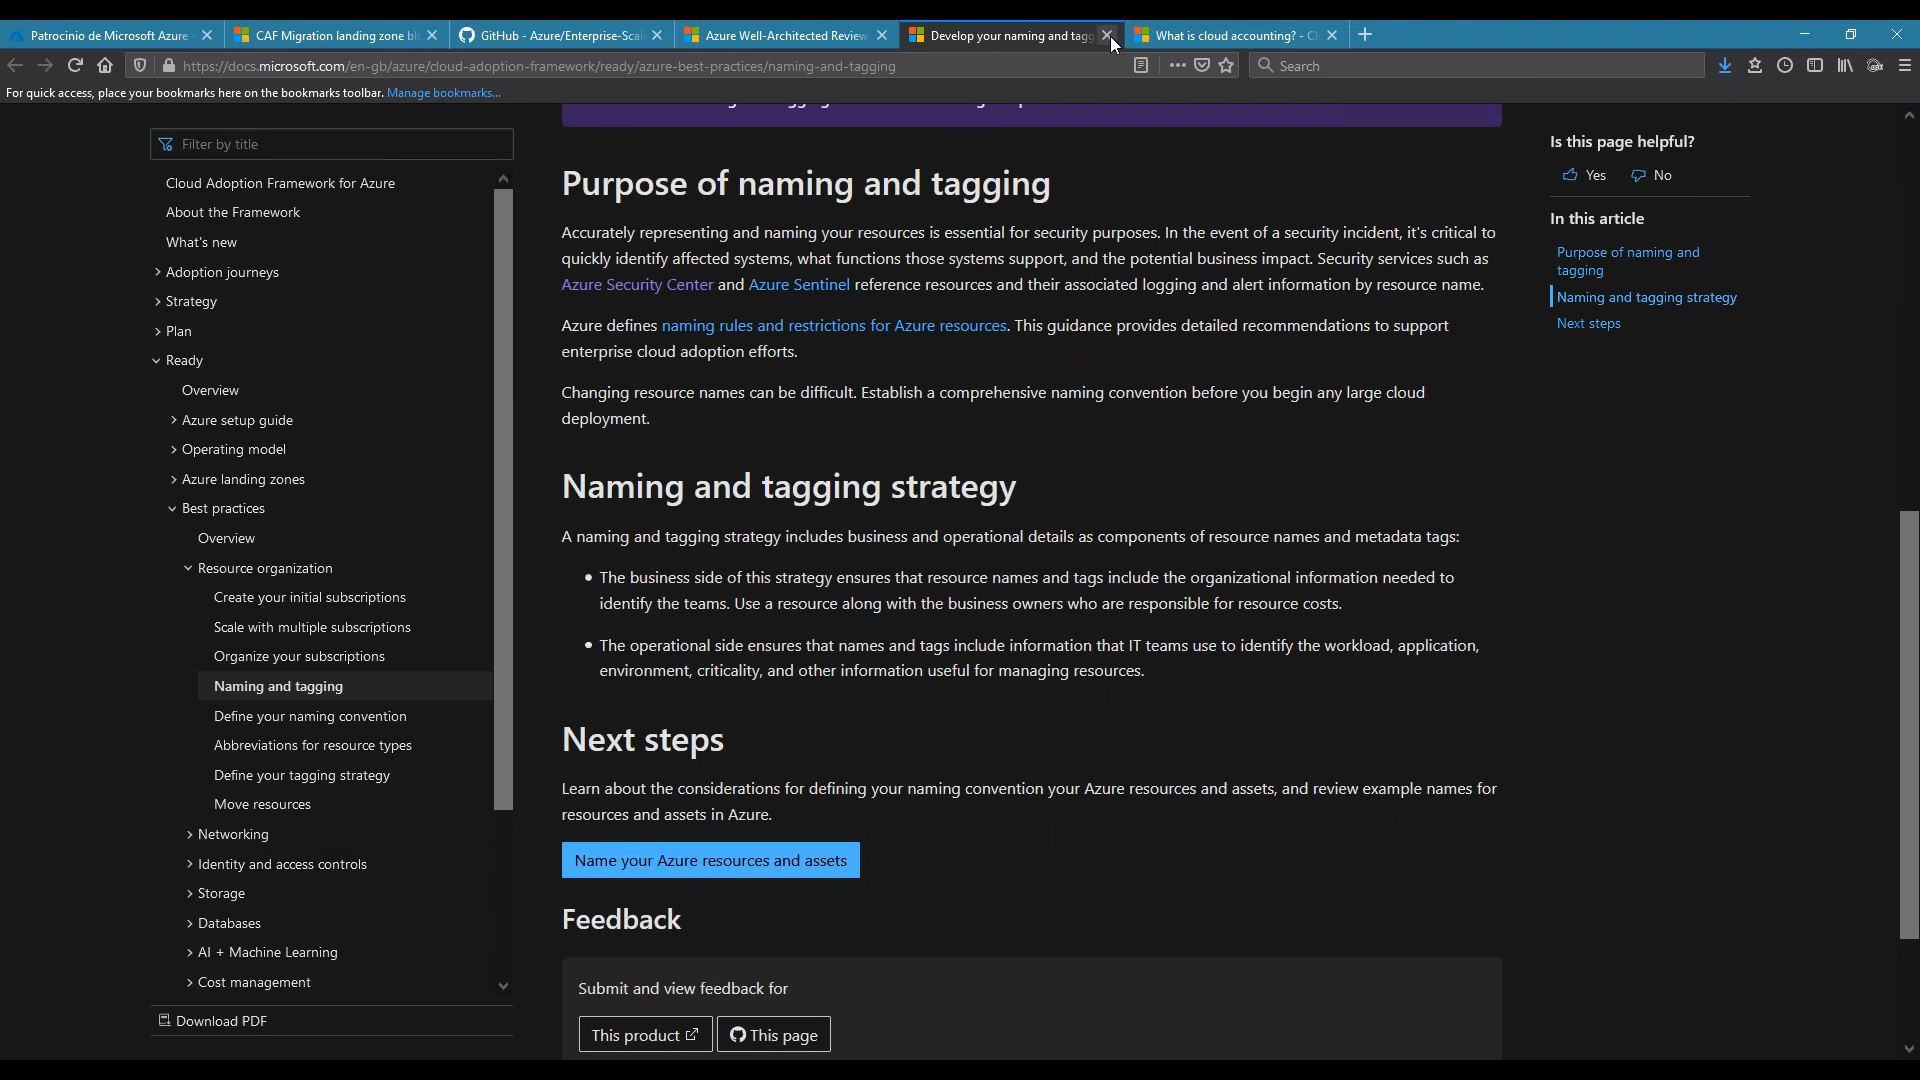 Patrocinio de Microsoft Azure
CAF Migration landing zone bl
GitHub - Azure/Enterprise-Scal
Azure Well-Architected Review
Develop your naming and tagg
What is cloud accounting? - Cl
https://docs.microsoft.com/en-gb/azure/cloud-adoption-framework/ready/azure-best-practices/naming-and-tagging
Search
For quick access, place your bookmarks here on the bookmarks toolbar. Manage bookmarks...
Filter by title
Cloud Adoption Framework for Azure
About the Framework
What's new
Adoption journeys
Strategy
Plan
Ready
Overview
Azure setup guide
Operating model
Azure landing zones
Best practices
Overview
Resource organization
Create your initial subscriptions
Scale with multiple subscriptions
Organize your subscriptions
Naming and tagging
Define your naming convention
Abbreviations for resource types
Define your tagging strategy
Move resources
Networking
Identity and access controls
Storage
Databases
AI + Machine Learning
Cost management
Download PDF
Purpose of naming and tagging
Accurately representing and naming your resources is essential for security purposes. In the event of a security incident, it's critical to
quickly identify affected systems, what functions those systems support, and the potential business impact. Security services such as
Azure Security Center and Azure Sentinel reference resources and their associated logging and alert information by resource name.
Azure defines naming rules and restrictions for Azure resources. This guidance provides detailed recommendations to support
enterprise cloud adoption efforts.
Changing resource names can be difficult. Establish a comprehensive naming convention before you begin any large cloud
deployment.
Naming and tagging strategy
A naming and tagging strategy includes business and operational details as components of resource names and metadata tags:
• The business side of this strategy ensures that resource names and tags include the organizational information needed to
identify the teams. Use a resource along with the business owners who are responsible for resource costs.
• The operational side ensures that names and tags include information that IT teams use to identify the workload, application,
environment, criticality, and other information useful for managing resources.
Next steps
Learn about the considerations for defining your naming convention your Azure resources and assets, and review example names for
resources and assets in Azure.
Name your Azure resources and assets
Feedback
Submit and view feedback for
This product
This page
Is this page helpful?
Yes
No
In this article
Purpose of naming and
tagging
Naming and tagging strategy
Next steps